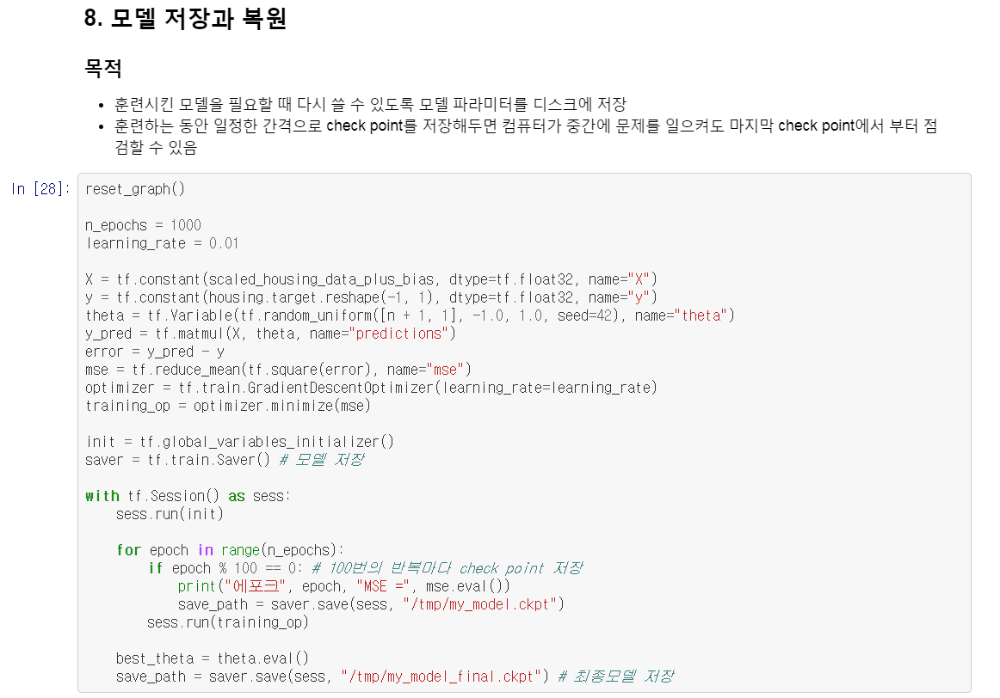 8. 모델 저장과 복원
목적
• 훈련시킨 모델을 필요할 때 다시 쓸 수 있도록 모델 파라미터를 디스크에 저장
• 훈련하는 동안 일정한 간격으로 check point를 저장해두면 컴퓨터가 중간에 문제를 일으켜도 마지막 check point에서 부터 점
검할 수 있음
In [28]:
reset_graph()

n_epochs = 1000
learning_rate = 0.01

X = tf.constant(scaled_housing_data_plus_bias, dtype=tf.float32, name="X")
y = tf.constant(housing.target.reshape(-1, 1), dtype=tf.float32, name="y")
theta = tf.Variable(tf.random_uniform([n + 1, 1], -1.0, 1.0, seed=42), name="theta")
y_pred = tf.matmul(X, theta, name="predictions")
error = y_pred - y
mse = tf.reduce_mean(tf.square(error), name="mse")
optimizer = tf.train.GradientDescentOptimizer(learning_rate=learning_rate)
training_op = optimizer.minimize(mse)

init = tf.global_variables_initializer()
saver = tf.train.Saver() # 모델 저장

with tf.Session() as sess:
    sess.run(init)

    for epoch in range(n_epochs):
        if epoch % 100 == 0: # 100번의 반복마다 check point 저장
            print("에포크", epoch, "MSE =", mse.eval())
            save_path = saver.save(sess, "/tmp/my_model.ckpt")
        sess.run(training_op)

    best_theta = theta.eval()
    save_path = saver.save(sess, "/tmp/my_model_final.ckpt") # 최종모델 저장